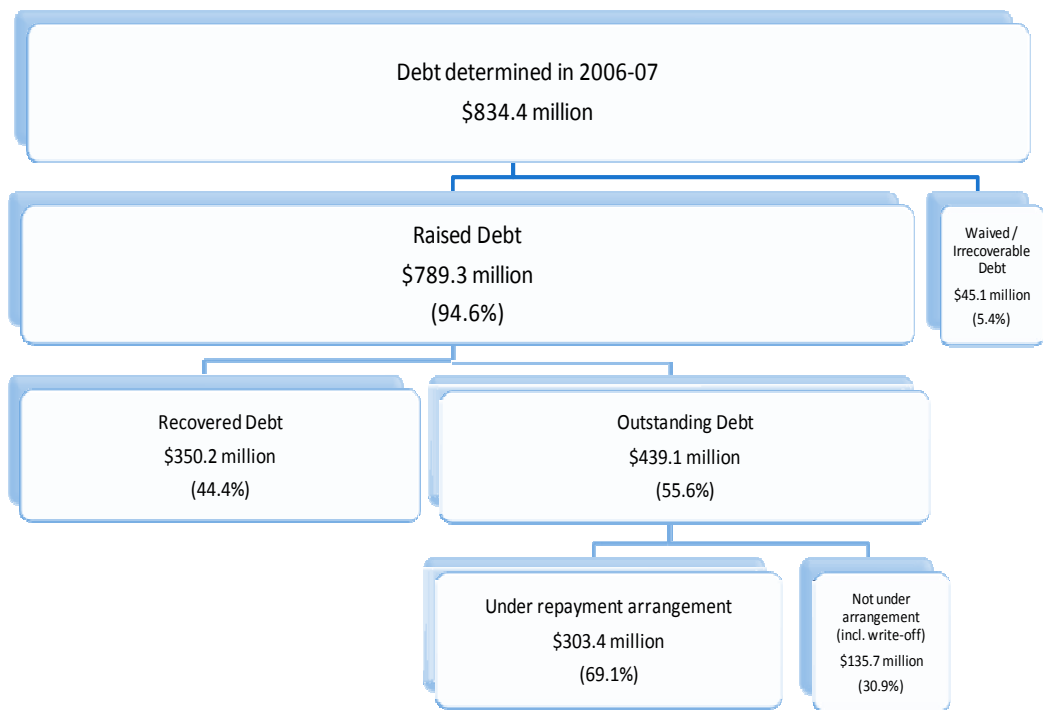 Debt determined in 2006-07
$834.4 million
Raised Debt
$789.3 million
(94.6%)
Waived /
Irrecoverable
Debt
$45.1 million
(5.4%)
Recovered Debt
$350.2 million
(44.4%)
Outstanding Debt
$439.1 million
(55.6%)
Under repayment arrangement
$303.4 million
(69.1%)
Not under
arrangement
(incl. write-off)
$135.7 million
(30.9%)